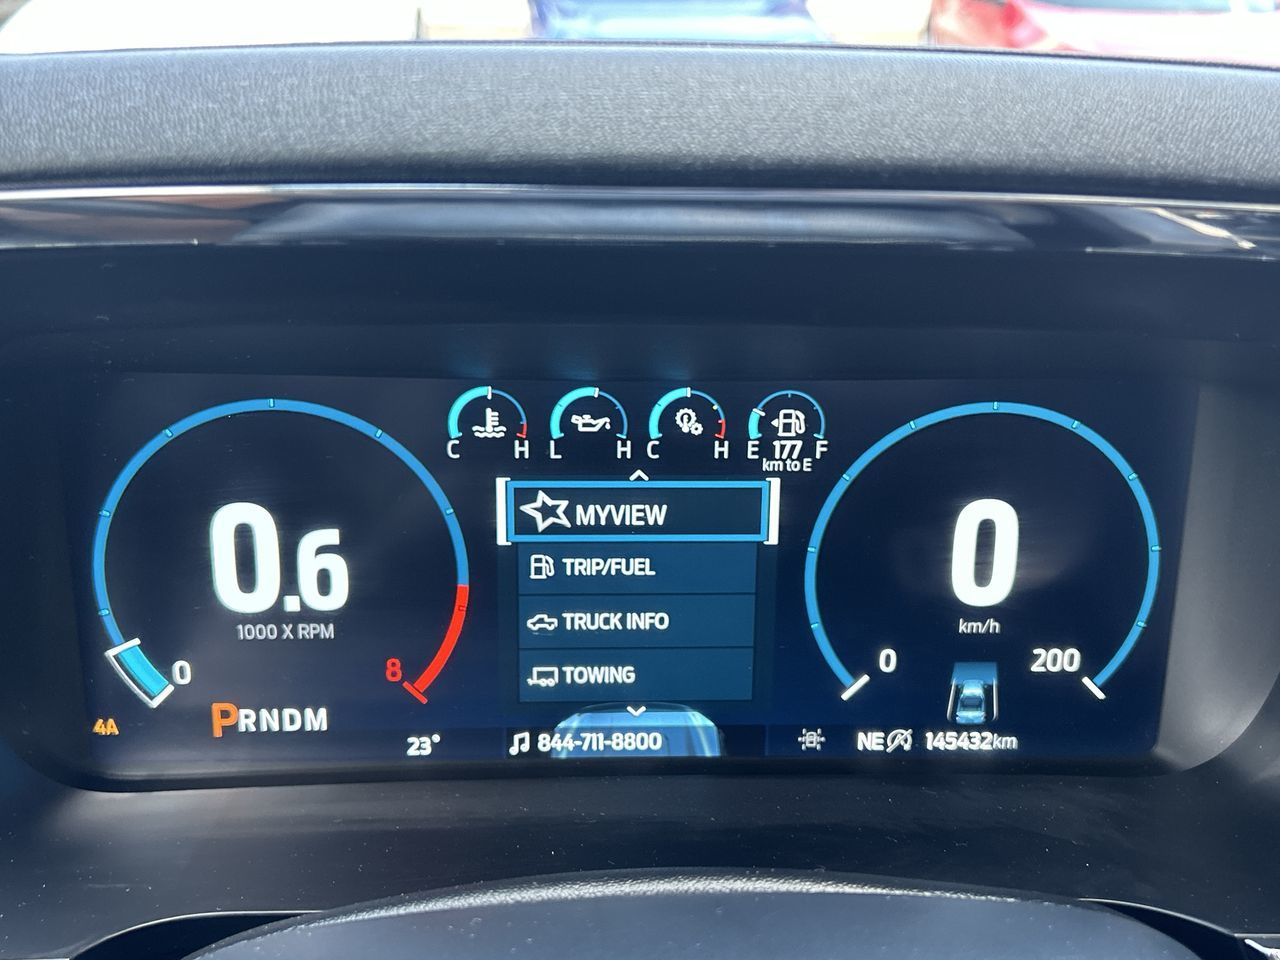 C H L H C H E 177 F
km to E
MYVIEW
TRIP/FUEL
TRUCK INFO
TOWING
0.6
1000 X RPM
0 8
PRNDM
4A
23°
844-711-8800
0
km/h
0 200
NE 145432km